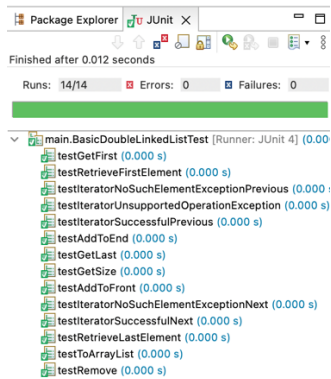 Package Explorer JUnit
Finished after 0.012 seconds
Runs: 14/14 Errors: 0 Failures: 0
main.BasicDoubleLinkedListTest [Runner: JUnit 4] (0.00
testGetFirst (0.000 s)
testRetrieveFirstElement (0.000 s)
testIteratorNoSuchElementExceptionPrevious (0.000
testIteratorUnsupportedOperationException (0.000 s)
testIteratorSuccessfulPrevious (0.000 s)
testAddToEnd (0.000 s)
testGetLast (0.000 s)
testGetSize (0.000 s)
testAddToFront (0.000 s)
testIteratorNoSuchElementExceptionNext (0.000 s)
testIteratorSuccessfulNext (0.000 s)
testRetrieveLastElement (0.000 s)
testToArrayList (0.000 s)
testRemove (0.000 s)